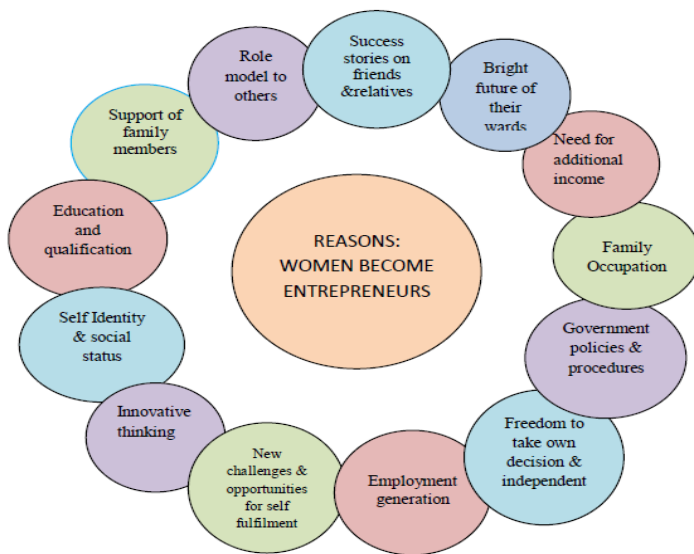 Success
stories on
friends
&relatives
Bright
future of
their
wards
Need for
additional
income
Family
Occupation
Government
policies &
procedures
Freedom to
take own
decision &
independent
Employment
generation
New
challenges &
opportunities
for self
fulfilment
Innovative
thinking
Self Identity
& social
status
Education
and
qualification
Support of
family
members
Role
model to
others
REASONS:
WOMEN BECOME
ENTREPRENEURS